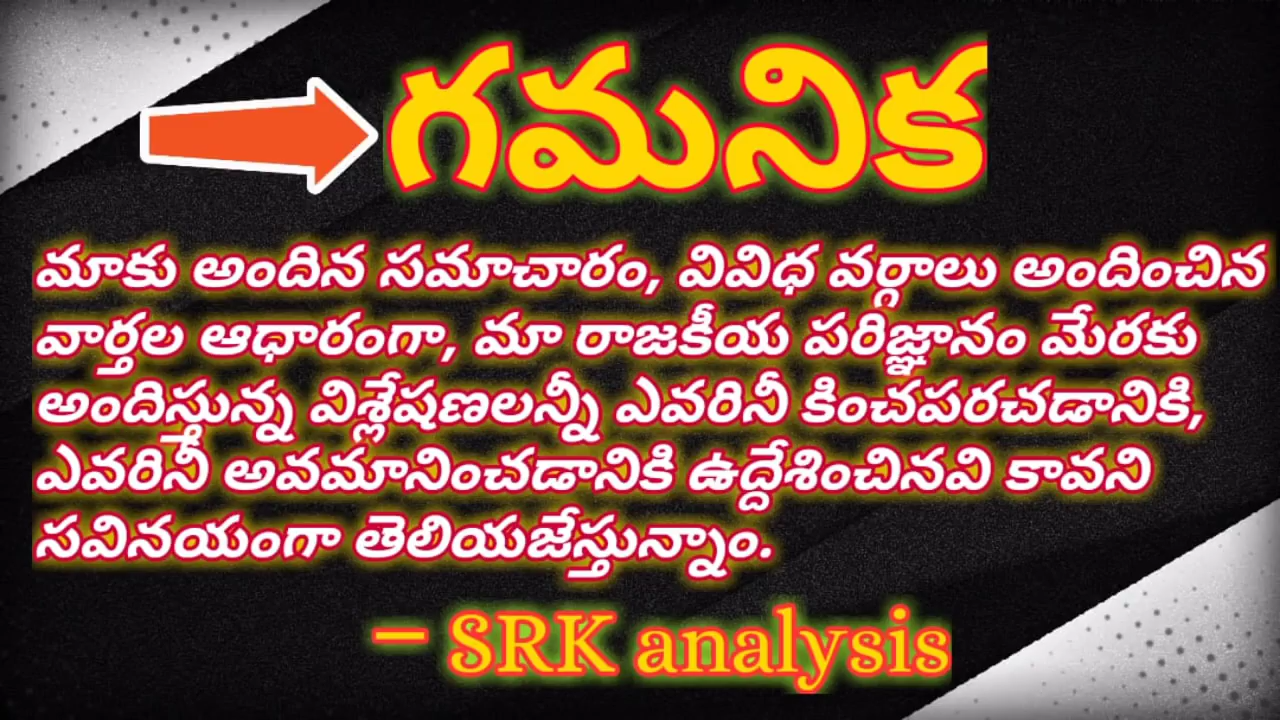 గమనిక
మాకు అందిన సమాచారం, వివిధ వర్గాలు అందించిన
వార్తల ఆధారంగా, మా రాజకీయ పరిజ్ఞానం మేరకు
అందిస్తున్న విశ్లేషణలన్నీ ఎవరినీ కించపరచడానికి,
ఎవరినీ అవమానించడానికి ఉద్దేశించినవి కావని
సవినయంగా తెలియజేస్తున్నాం.
– SRK analysis